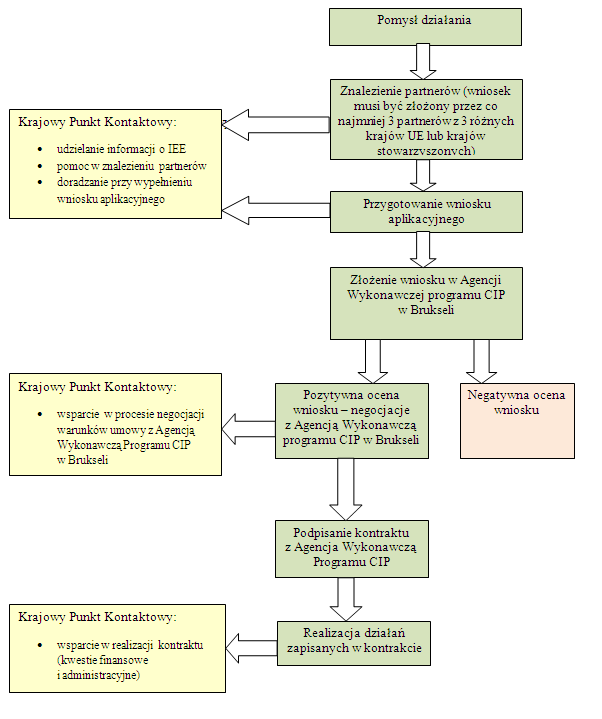 Pomysł działania
Znalezienie partnerów (wniosek
musi być złożony przez co
najmniej 3 partnerów z 3 różnych
krajów UE lub krajów
stowarzyszonych)
Krajowy Punkt Kontaktowy:
• udzielanie informacji o IEE
• pomoc w znalezieniu partnerów
• doradzanie przy wypełnieniu
wniosku aplikacyjnego
Przygotowanie wniosku
aplikacyjnego
Złożenie wniosku w Agencji
Wykonawczej programu CIP
w Brukseli
Krajowy Punkt Kontaktowy:
• wsparcie w procesie negocjacji
warunków umowy z Agencją
Wykonawczą Programu CIP
w Brukseli
Pozytywna ocena
wniosku – negocjacje
z Agencją Wykonawczą
programu CIP w Brukseli
Negatywna ocena
wniosku
Podpisanie kontraktu
z Agencja Wykonawczą
Programu CIP
Krajowy Punkt Kontaktowy:
• wsparcie w realizacji kontraktu
(kwestie finansowe
i administracyjne)
Realizacja działań
zapisanych w kontrakcie